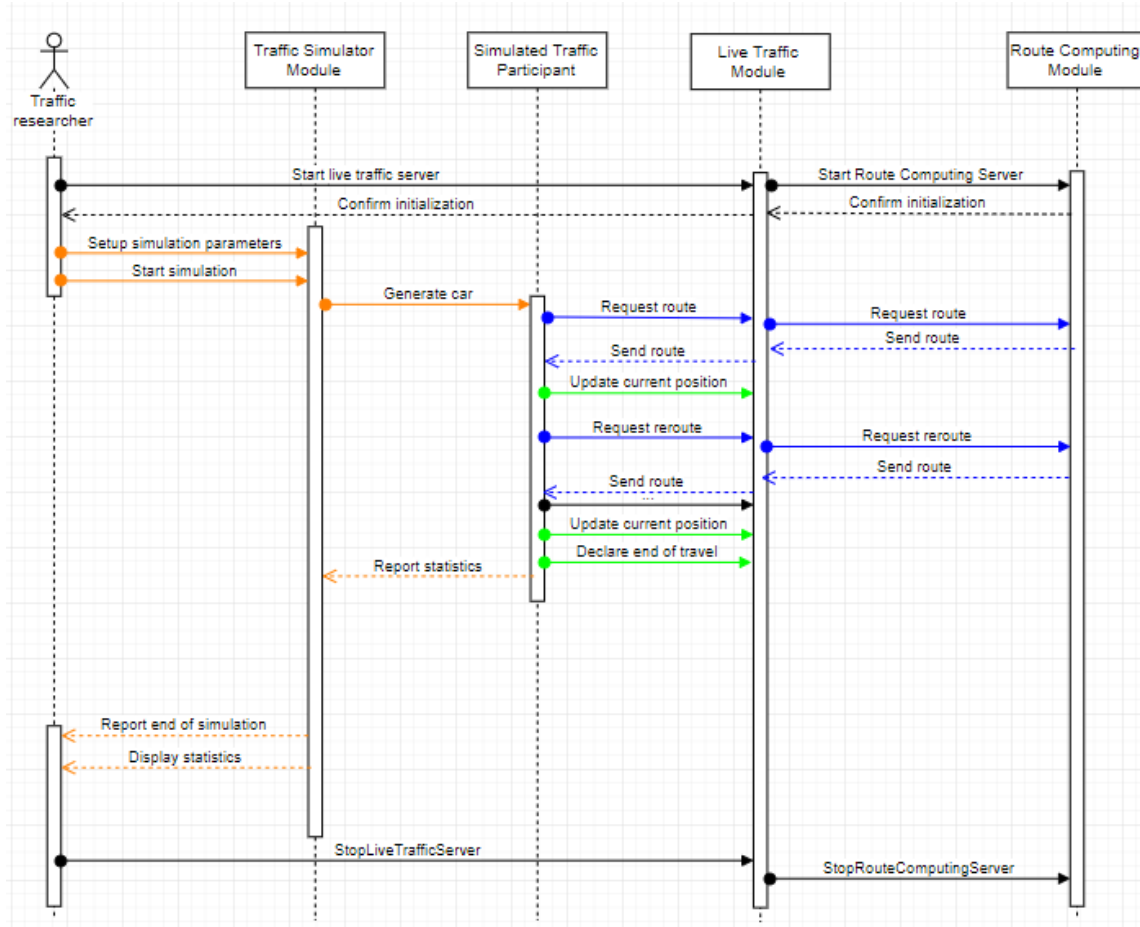 Traffic Simulator
Module
Simulated Traffic
Participant
Live Traffic
Module
Route Computing
Module
Traffic
researcher
Start live traffic server
Start Route Computing Server
Confirm initialization
Confirm initialization
Setup simulation parameters
Start simulation
Generate car
Request route
Request route
Send route
Send route
Update current position
Request reroute
Request reroute
Send route
Send route
...
Update current position
Declare end of travel
Report statistics
Report end of simulation
Display statistics
StopLiveTrafficServer
StopRouteComputingServer